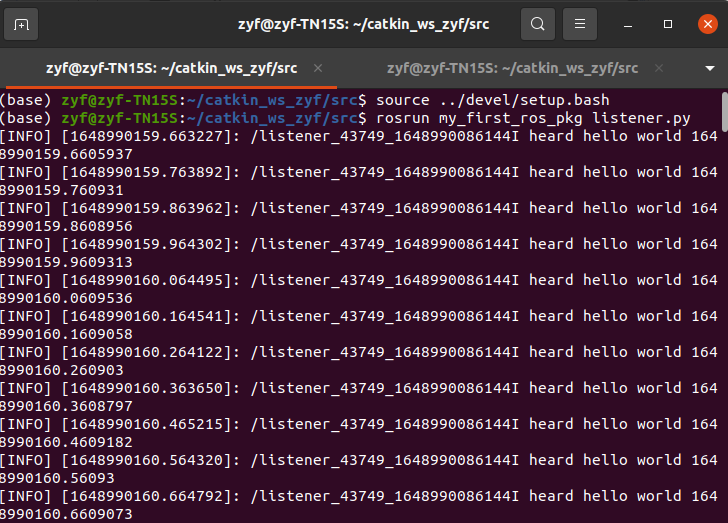 zyf@zyf-TN15S: ~/catkin_ws_zyf/src
zyf@zyf-TN15S: ~/catkin_ws_zyf/src × zyf@zyf-TN15S: ~/catkin_ws_zyf/src ×
(base) zyf@zyf-TN15S:~/catkin_ws_zyf/src$ source ../devel/setup.bash
(base) zyf@zyf-TN15S:~/catkin_ws_zyf/src$ rosrun my_first_ros_pkg listener.py
[INFO] [1648990159.663227]: /listener_43749_1648990086144I heard hello world 164
8990159.6605937
[INFO] [1648990159.763892]: /listener_43749_1648990086144I heard hello world 164
8990159.760931
[INFO] [1648990159.863962]: /listener_43749_1648990086144I heard hello world 164
8990159.8608956
[INFO] [1648990159.964302]: /listener_43749_1648990086144I heard hello world 164
8990159.9609313
[INFO] [1648990160.064495]: /listener_43749_1648990086144I heard hello world 164
8990160.0609536
[INFO] [1648990160.164541]: /listener_43749_1648990086144I heard hello world 164
8990160.1609058
[INFO] [1648990160.264122]: /listener_43749_1648990086144I heard hello world 164
8990160.260903
[INFO] [1648990160.363650]: /listener_43749_1648990086144I heard hello world 164
8990160.3608797
[INFO] [1648990160.465215]: /listener_43749_1648990086144I heard hello world 164
8990160.4609182
[INFO] [1648990160.564320]: /listener_43749_1648990086144I heard hello world 164
8990160.56093
[INFO] [1648990160.664792]: /listener_43749_1648990086144I heard hello world 164
8990160.6609073